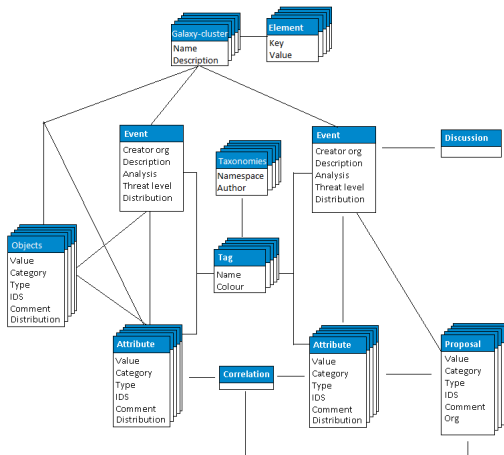 Galaxy-cluster
Name
Description
Element
Key
Value
Event
Creator org
Description
Analysis
Threat level
Distribution
Taxonomies
Namespace
Author
Event
Creator org
Description
Analysis
Threat level
Distribution
Discussion
Objects
Value
Category
Type
IDS
Comment
Distribution
Tag
Name
Colour
Attribute
Value
Category
Type
IDS
Comment
Distribution
Correlation
Attribute
Value
Category
Type
IDS
Comment
Distribution
Proposal
Value
Category
Type
IDS
Comment
Org